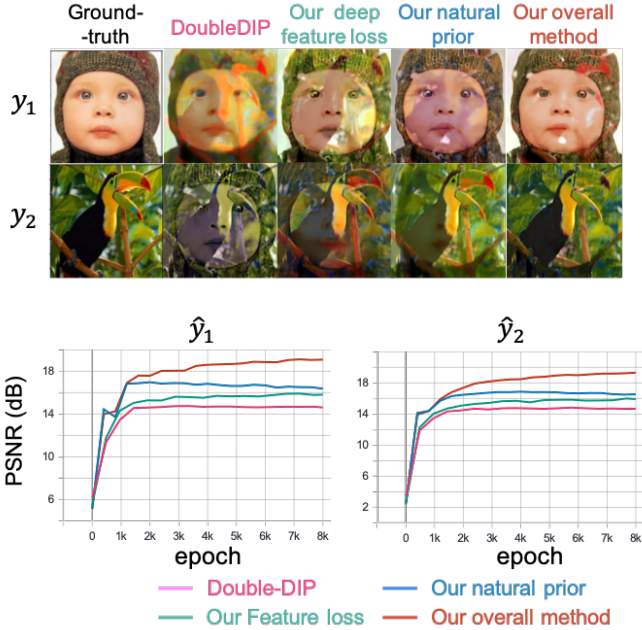 Ground-
-truth
DoubleDIP
Our deep
feature loss
Our natural
prior
Our overall
method
y₁
y₂
ŷ₁
ŷ₂
PSNR (dB)
18
14
10
6
0 1k 2k 3k 4k 5k 6k 7k 8k
epoch
18
14
10
6
2
0 1k 2k 3k 4k 5k 6k 7k 8k
epoch
Double-DIP
Our natural prior
Our Feature loss
Our overall method